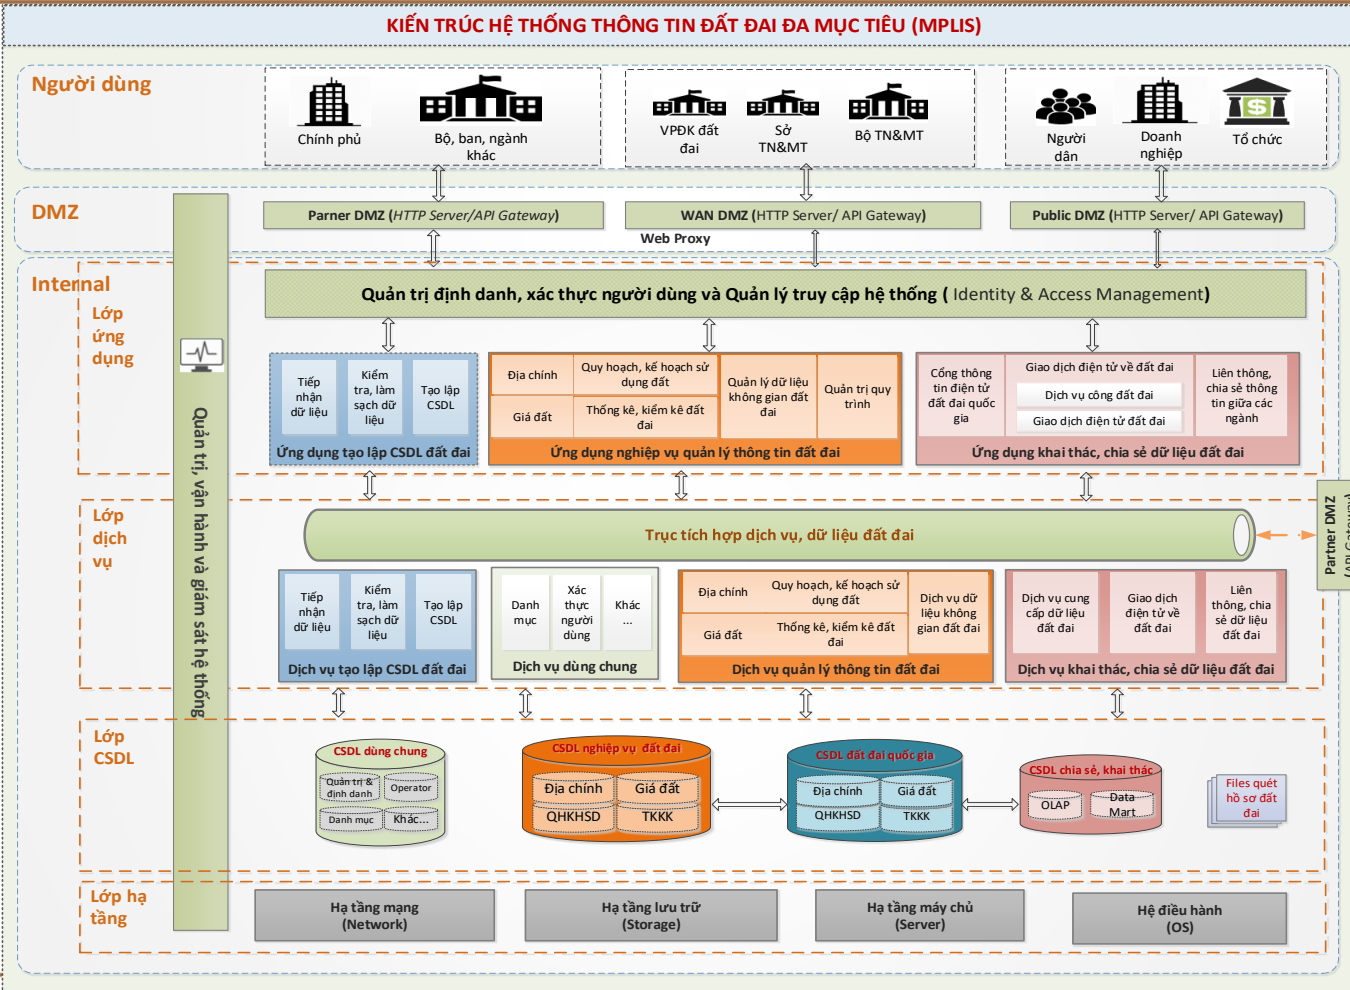 KIẾN TRÚC HỆ THỐNG THÔNG TIN ĐẤT ĐAI ĐA MỤC TIÊU (MPLIS)
Người dùng
Chính phủ
Bộ, ban, ngành
khác
VPĐK đất
đai
Sở
TN&MT
Bộ TN&MT
Người
dân
Doanh
nghiệp
Tổ chức
DMZ
Parner DMZ (HTTP Server/API Gateway)
WAN DMZ (HTTP Server/ API Gateway)
Public DMZ (HTTP Server/ API Gateway)
Web Proxy
Internal
Quản trị, vận hành và giám sát hệ thống
Lớp
ứng
dụng
Quản trị định danh, xác thực người dùng và Quản lý truy cập hệ thống ( Identity & Access Management)
Tiếp
nhận
dữ liệu
Kiểm
tra, làm
sạch dữ
liệu
Tạo lập
CSDL
Ứng dụng tạo lập CSDL đất đai
Địa chính
Quy hoạch, kế hoạch sử
dụng đất
Giá đất
Thống kê, kiểm kê đất
đai
Quản lý dữ liệu
không gian đất
đai
Quản trị quy
trình
Ứng dụng nghiệp vụ quản lý thông tin đất đai
Cổng thông
tin điện tử
đất đai quốc
gia
Giao dịch điện tử về đất đai
Dịch vụ công đất đai
Giao dịch điện tử đất đai
Liên thông,
chia sẻ thông
tin giữa các
ngành
Ứng dụng khai thác, chia sẻ dữ liệu đất đai
Lớp
dịch
vụ
Trục tích hợp dịch vụ, dữ liệu đất đai
Partner DMZ
(API Gateway)
Tiếp
nhận
dữ liệu
Kiểm
tra, làm
sạch dữ
liệu
Tạo lập
CSDL
Dịch vụ tạo lập CSDL đất đai
Danh
mục
Xác
thực
người
dùng
Khác
...
Dịch vụ dùng chung
Địa chính
Quy hoạch, kế hoạch sử
dụng đất
Giá đất
Thống kê, kiểm kê đất
đai
Dịch vụ dữ
liệu không
gian đất đai
Dịch vụ quản lý thông tin đất đai
Dịch vụ cung
cấp dữ liệu
đất đai
Giao dịch
điện tử về
đất đai
Liên
thông, chia
sẻ dữ liệu
đất đai
Dịch vụ khai thác, chia sẻ dữ liệu đất đai
Lớp
CSDL
CSDL dùng chung
Quản trị &
định danh
Operator
Danh mục
Khác...
CSDL nghiệp vụ đất đai
Địa chính
Giá đất
QHKHSD
TKKK
CSDL đất đai quốc gia
Địa chính
Giá đất
QHKHSD
TKKK
CSDL chia sẻ, khai thác
OLAP
Data
Mart
Files quét
hồ sơ đất
đai
Lớp hạ
tầng
Hạ tầng mạng
(Network)
Hạ tầng lưu trữ
(Storage)
Hạ tầng máy chủ
(Server)
Hệ điều hành
(OS)